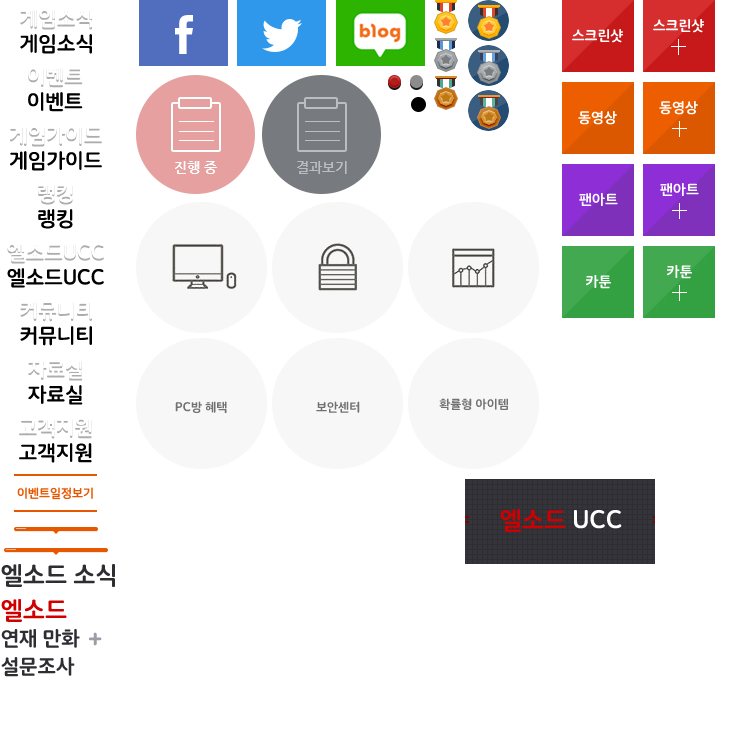 게임소식
게임소식
이벤트
이벤트
게임가이드
게임가이드
랭킹
랭킹
엘소드UCC
엘소드UCC
커뮤니티
커뮤니티
자료실
자료실
고객지원
고객지원
이벤트일정보기
엘소드 소식
엘소드
연재 만화 +
설문조사
f
blog
진행 중
결과보기
PC방 혜택
보안센터
확률형 아이템
엘소드 UCC
스크린샷
스크린샷
+
동영상
동영상
+
팬아트
팬아트
+
카툰
카툰
+